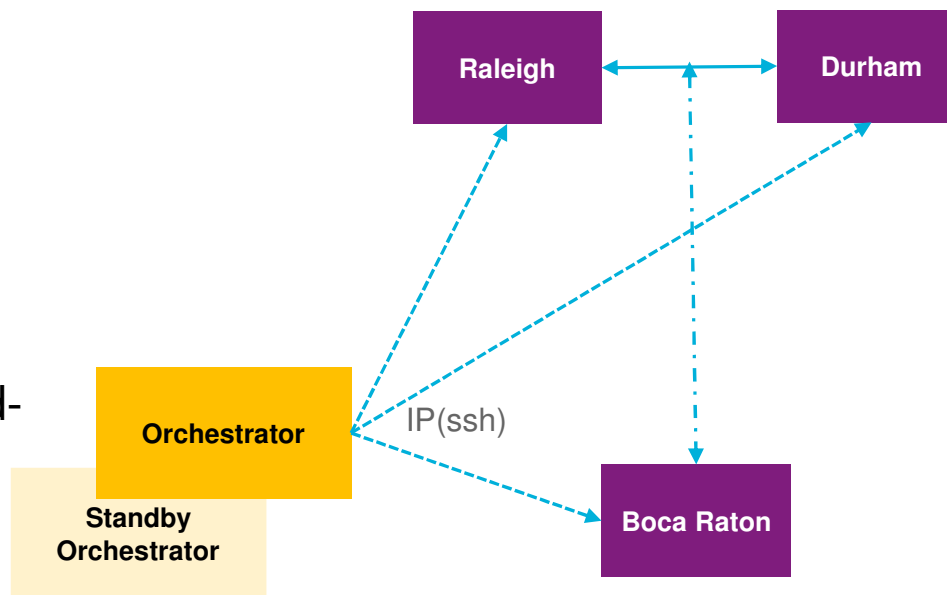 Raleigh
Durham
Orchestrator
IP(ssh)
Standby
Orchestrator
Boca Raton